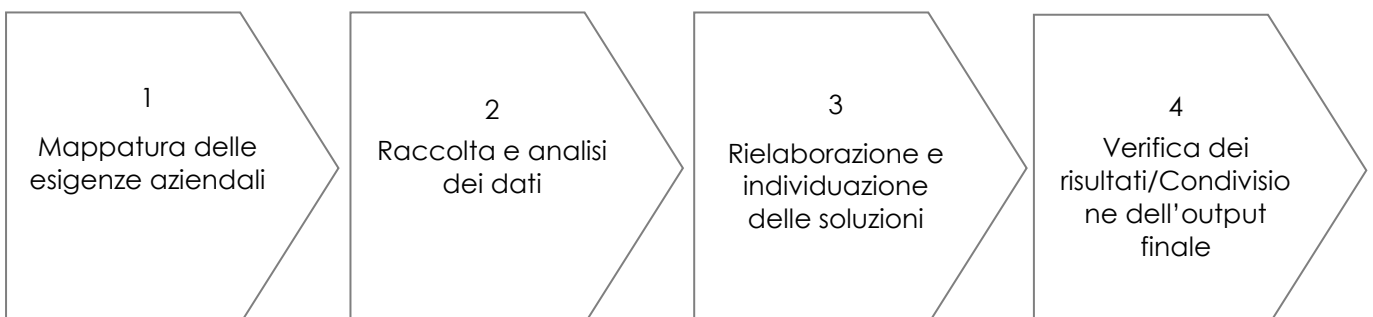 1
Mappatura delle
esigenze aziendali
2
Raccolta e analisi
dei dati
3
Rielaborazione e
individuazione
delle soluzioni
4
Verifica dei
risultati/Condivisio
ne dell’output
finale